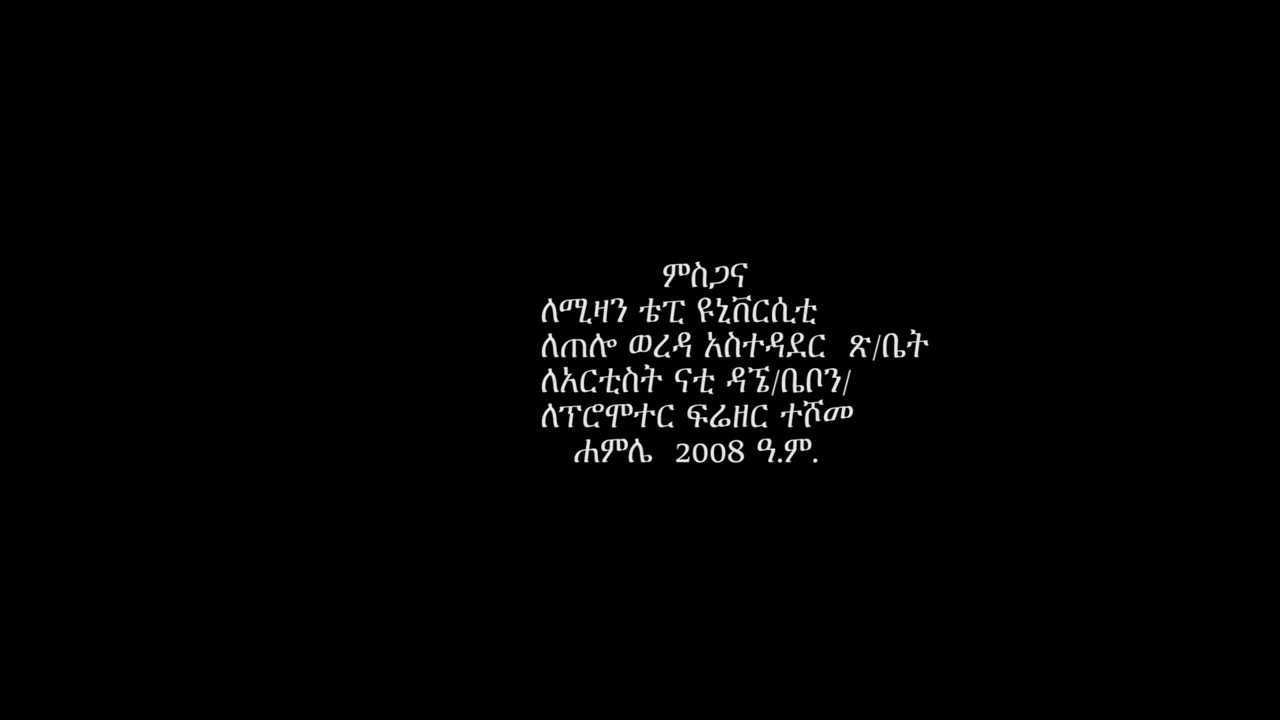 ምስጋና
ለሚዛን ቴፒ ዩኒቨርሲቲ
ለጠሎ ወረዳ አስተዳደር ጽ/ቤት
ለአርቲስት ናቲ ዳኜ/ቤቦን/
ለፕሮሞተር ፍሬዘር ተሾመ
ሐምሌ 2008 ዓ.ም.